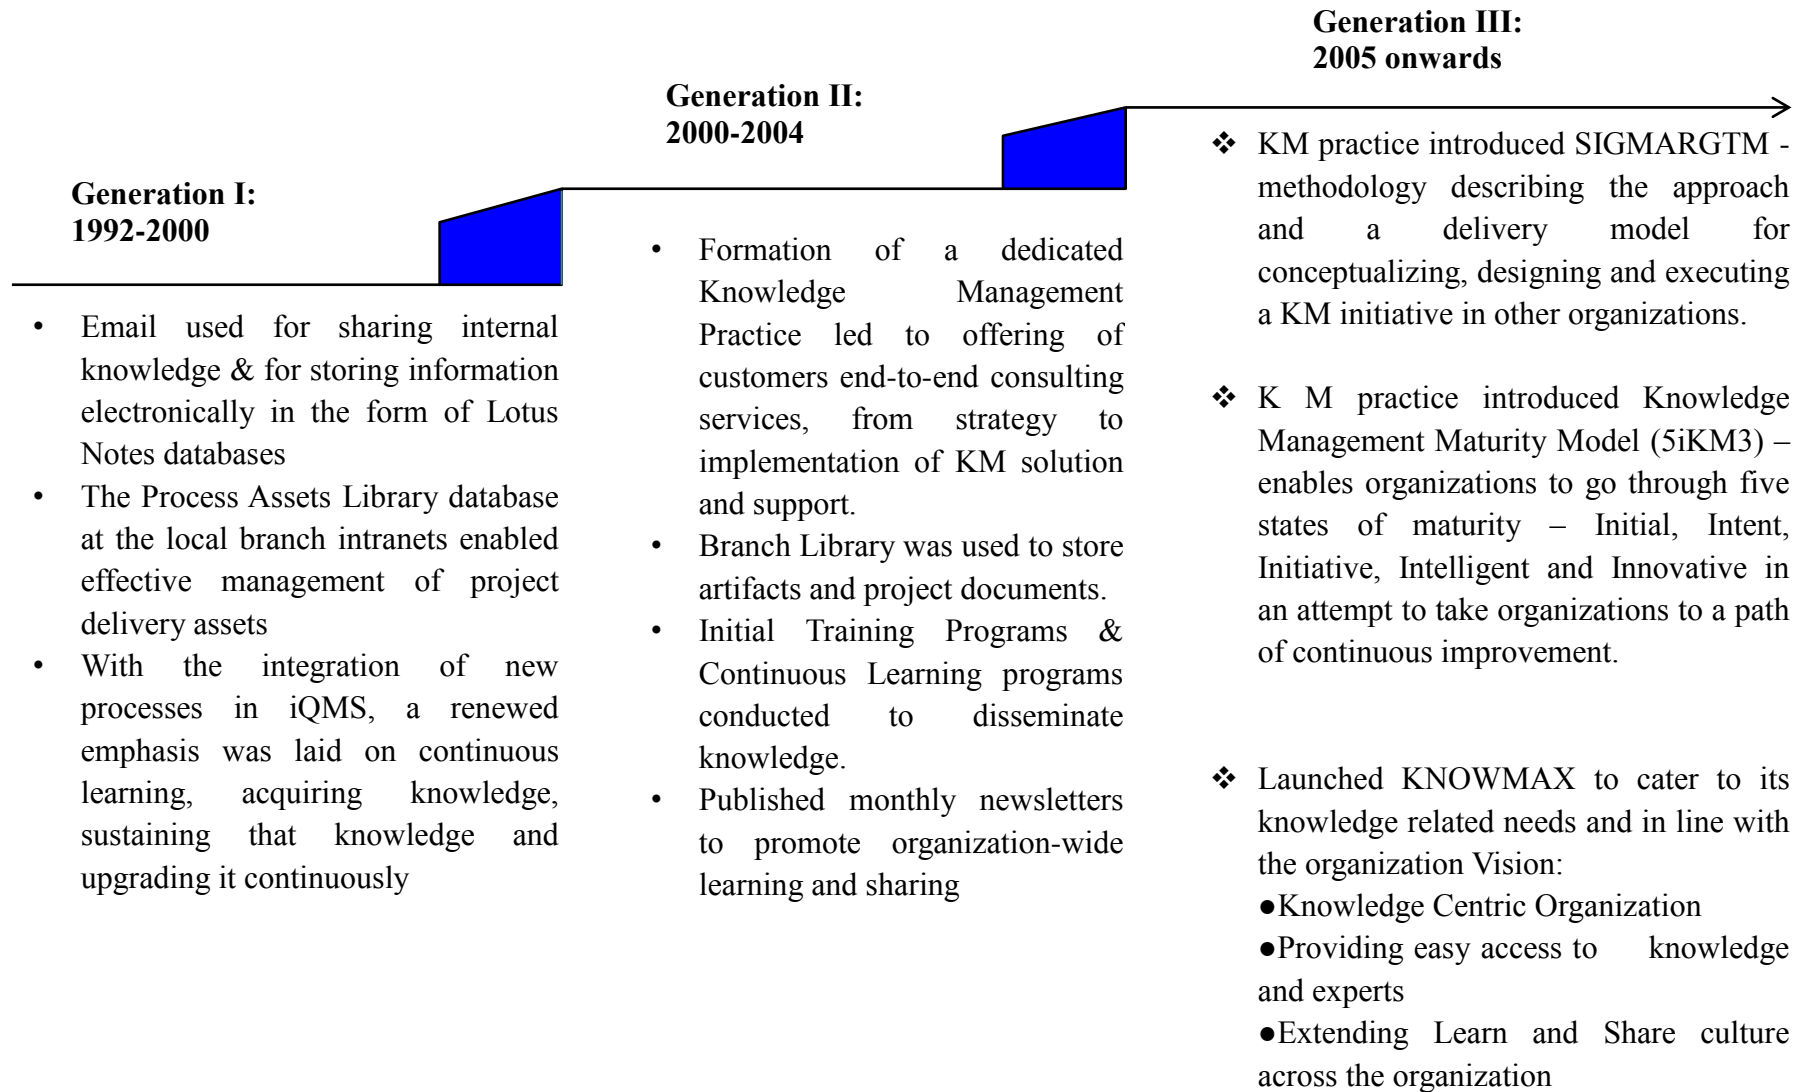 Generation I:
1992-2000
• Email used for sharing internal
knowledge & for storing information
electronically in the form of Lotus
Notes databases
• The Process Assets Library database
at the local branch intranets enabled
effective management of project
delivery assets
• With the integration of new
processes in iQMS, a renewed
emphasis was laid on continuous
learning, acquiring knowledge,
sustaining that knowledge and
upgrading it continuously
Generation II:
2000-2004
• Formation of a dedicated
Knowledge Management
Practice led to offering of
customers end-to-end consulting
services, from strategy to
implementation of KM solution
and support.
• Branch Library was used to store
artifacts and project documents.
• Initial Training Programs &
Continuous Learning programs
conducted to disseminate
knowledge.
• Published monthly newsletters
to promote organization-wide
learning and sharing
Generation III:
2005 onwards
❖ KM practice introduced SIGMARGTM -
methodology describing the approach
and a delivery model for
conceptualizing, designing and executing
a KM initiative in other organizations.
❖ K M practice introduced Knowledge
Management Maturity Model (5iKM3) –
enables organizations to go through five
states of maturity – Initial, Intent,
Initiative, Intelligent and Innovative in
an attempt to take organizations to a path
of continuous improvement.
❖ Launched KNOWMAX to cater to its
knowledge related needs and in line with
the organization Vision:
●Knowledge Centric Organization
●Providing easy access to knowledge
and experts
●Extending Learn and Share culture
across the organization